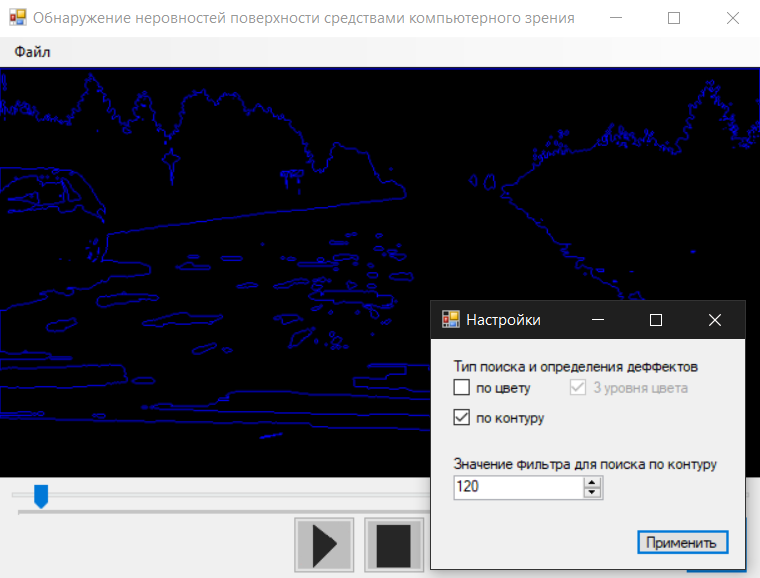 Обнаружение неровностей поверхности средствами компьютерного зрения
Файл
Настройки
Тип поиска и определения деффектов
по цвету
3 уровня цвета
по контуру
Значение фильтра для поиска по контуру
120
Применить